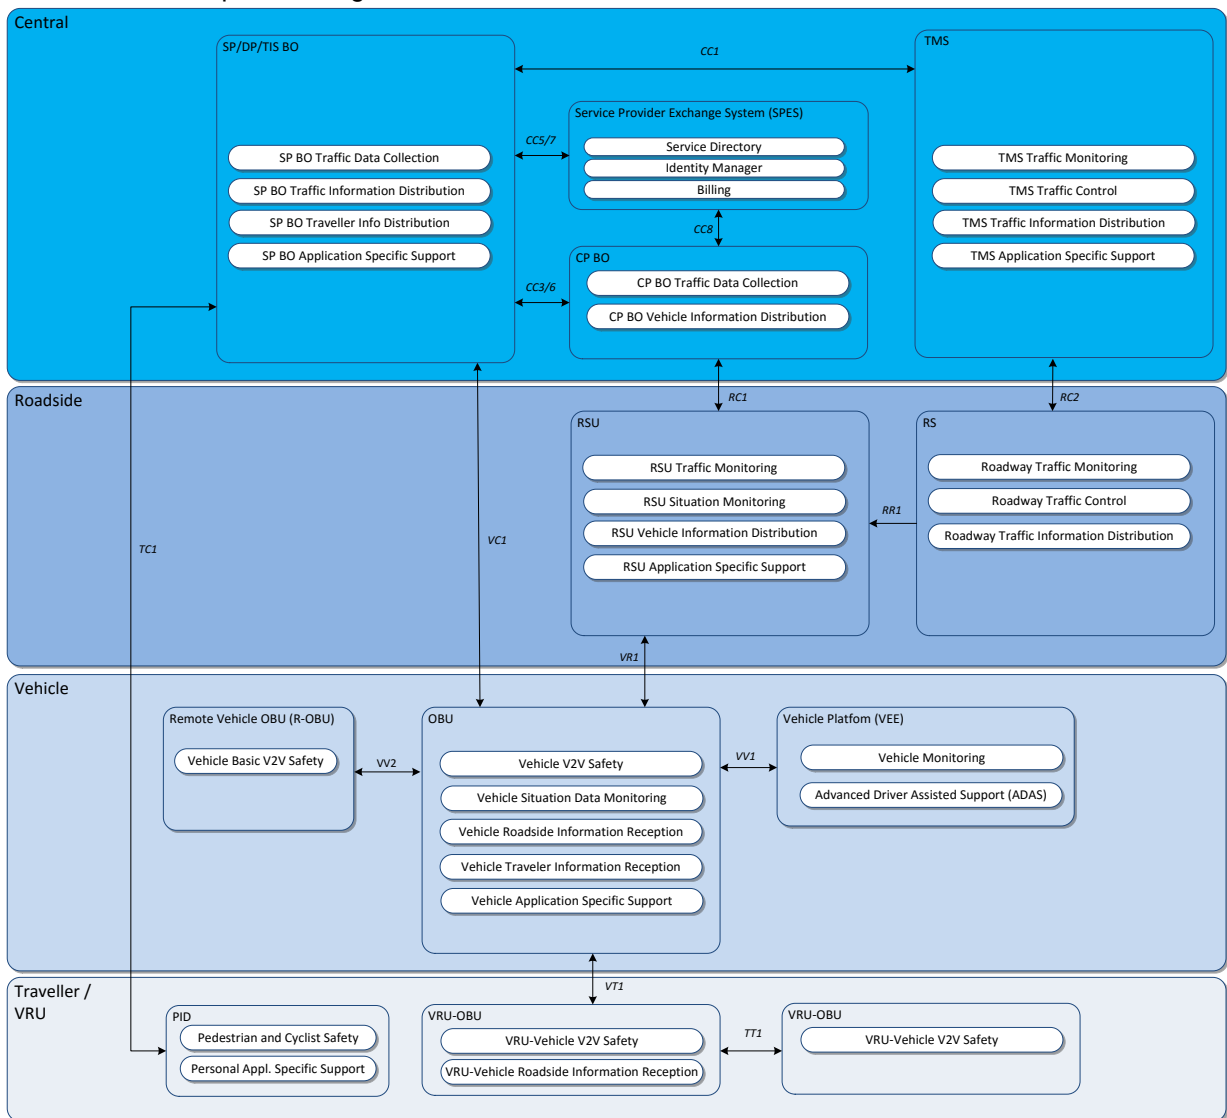 Central
SP/DP/TIS BO
CC1
TMS
Service Provider Exchange System (SPES)
CC5/7
Service Directory
Identity Manager
Billing
SP BO Traffic Data Collection
SP BO Traffic Information Distribution
SP BO Traveller Info Distribution
SP BO Application Specific Support
TMS Traffic Monitoring
TMS Traffic Control
TMS Traffic Information Distribution
TMS Application Specific Support
CC8
CP BO
CC3/6
CP BO Traffic Data Collection
CP BO Vehicle Information Distribution
Roadside
RC1
RC2
RSU
RS
RSU Traffic Monitoring
RSU Situation Monitoring
RSU Vehicle Information Distribution
RSU Application Specific Support
RR1
Roadway Traffic Monitoring
Roadway Traffic Control
Roadway Traffic Information Distribution
TC1
VC1
VR1
Vehicle
Remote Vehicle OBU (R-OBU)
Vehicle Basic V2V Safety
VV2
OBU
Vehicle V2V Safety
Vehicle Situation Data Monitoring
Vehicle Roadside Information Reception
Vehicle Traveler Information Reception
Vehicle Application Specific Support
VV1
Vehicle Platfom (VEE)
Vehicle Monitoring
Advanced Driver Assisted Support (ADAS)
VT1
Traveller /
VRU
PID
Pedestrian and Cyclist Safety
Personal Appl. Specific Support
VRU-OBU
VRU-Vehicle V2V Safety
VRU-Vehicle Roadside Information Reception
TT1
VRU-OBU
VRU-Vehicle V2V Safety